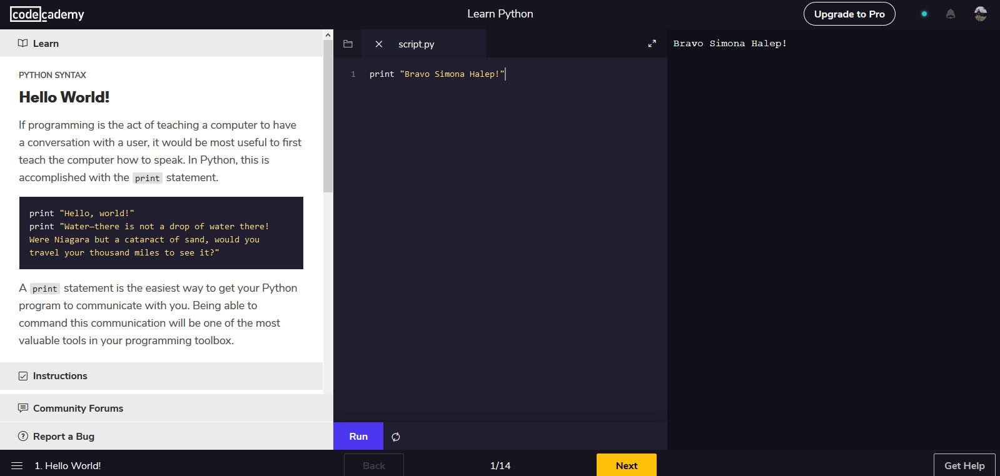 codecademy
Learn Python
Upgrade to Pro
Learn
PYTHON SYNTAX
Hello World!
If programming is the act of teaching a computer to have
a conversation with a user, it would be most useful to first
teach the computer how to speak. In Python, this is
accomplished with the print statement.
print "Hello, world!"
print "Water—there is not a drop of water there!
Were Niagara but a cataract of sand, would you
travel your thousand miles to see it?"
A print statement is the easiest way to get your Python
program to communicate with you. Being able to
command this communication will be one of the most
valuable tools in your programming toolbox.
Instructions
Community Forums
Report a Bug
script.py
1 print "Bravo Simona Halep!"
Run
Bravo Simona Halep!
1. Hello World!
Back
1/14
Next
Get Help